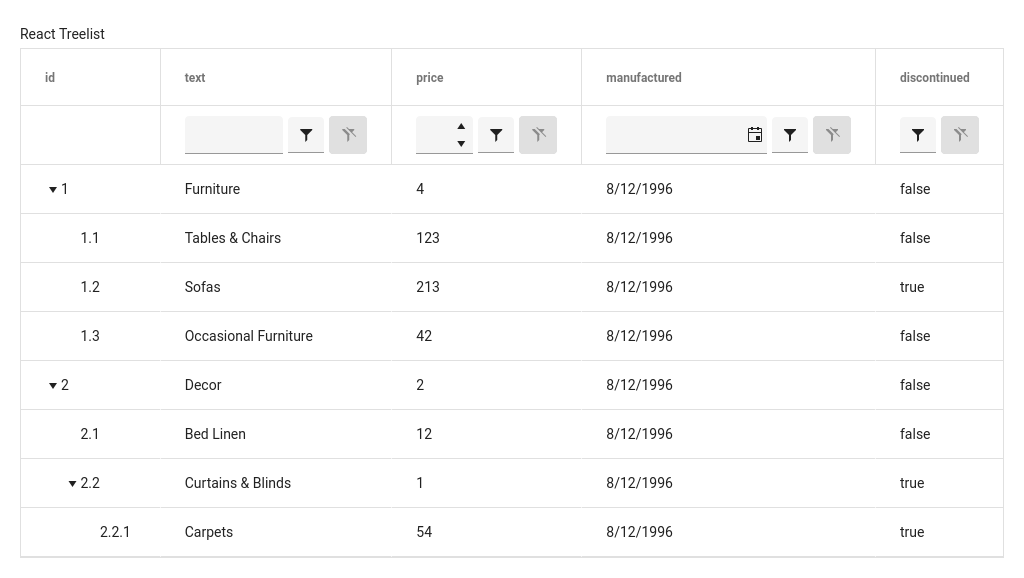 React Treelist
id text price manufactured discontinued
1 Furniture 4 8/12/1996 false
1.1 Tables & Chairs 123 8/12/1996 false
1.2 Sofas 213 8/12/1996 true
1.3 Occasional Furniture 42 8/12/1996 false
2 Decor 2 8/12/1996 false
2.1 Bed Linen 12 8/12/1996 false
2.2 Curtains & Blinds 1 8/12/1996 true
2.2.1 Carpets 54 8/12/1996 true